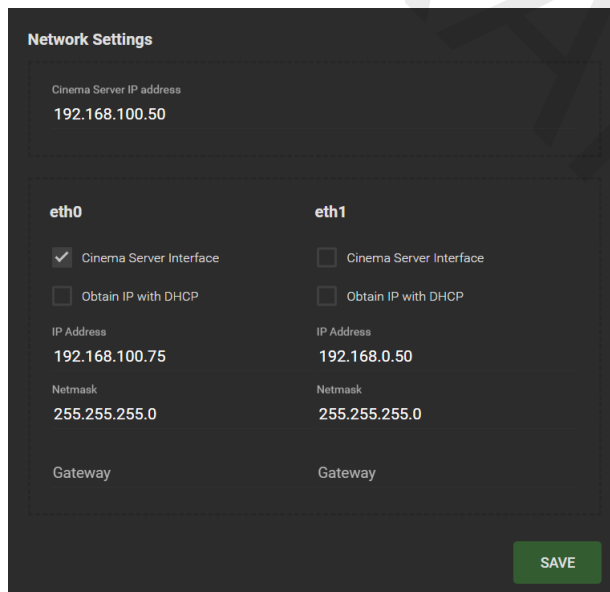 Network Settings
Cinema Server IP address
192.168.100.50
eth0
eth1
Cinema Server Interface
Cinema Server Interface
Obtain IP with DHCP
Obtain IP with DHCP
IP Address
IP Address
192.168.100.75
192.168.0.50
Netmask
Netmask
255.255.255.0
255.255.255.0
Gateway
Gateway
SAVE